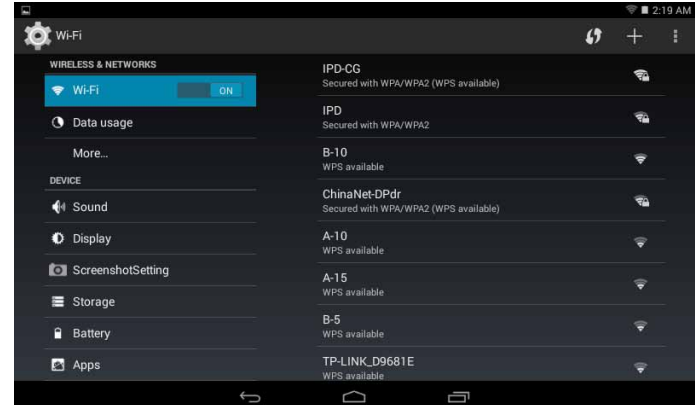 2:19 AM
Wi-Fi
WIRELESS & NETWORKS
Wi-Fi ON
Data usage
More...
DEVICE
Sound
Display
ScreenshotSetting
Storage
Battery
Apps
IPD-CG
Secured with WPA/WPA2 (WPS available)
IPD
Secured with WPA/WPA2
B-10
WPS available
ChinaNet-DPdr
Secured with WPA/WPA2 (WPS available)
A-10
WPS available
A-15
WPS available
B-5
WPS available
TP-LINK_D9681E
WPS available